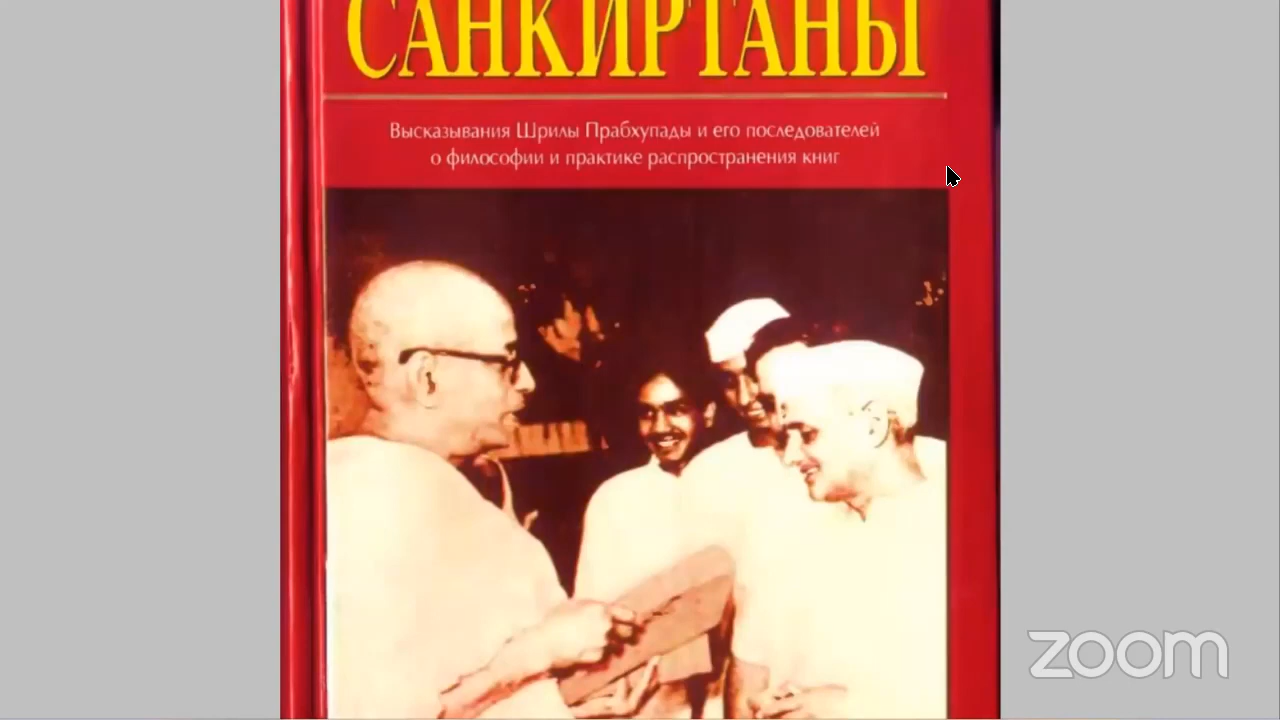 САНКИРТАНЫ
Высказывания Шрилы Прабхупады и его последователей
о философии и практике распространения книг
zoom